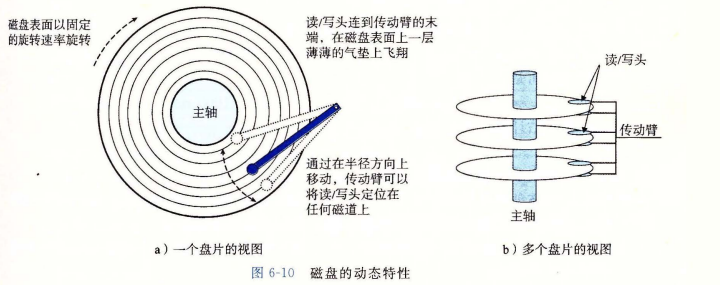 磁盘表面以固定
的旋转速率旋转
读/写头连到传动臂的末
端，在磁盘表面上一层
薄薄的气垫上飞翔
主轴
通过在半径方向上
移动，传动臂可以
将读/写头定位在
任何磁道上
a）一个盘片的视图
读/写头
传动臂
主轴
b）多个盘片的视图
图 6-10 磁盘的动态特性